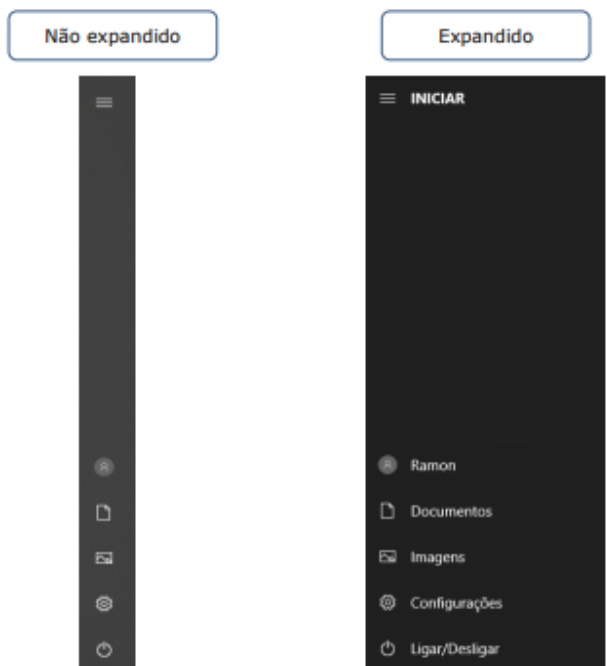 Não expandido
Expandido
INICIAR
Ramon
Documentos
Imagens
Configurações
Ligar/Desligar